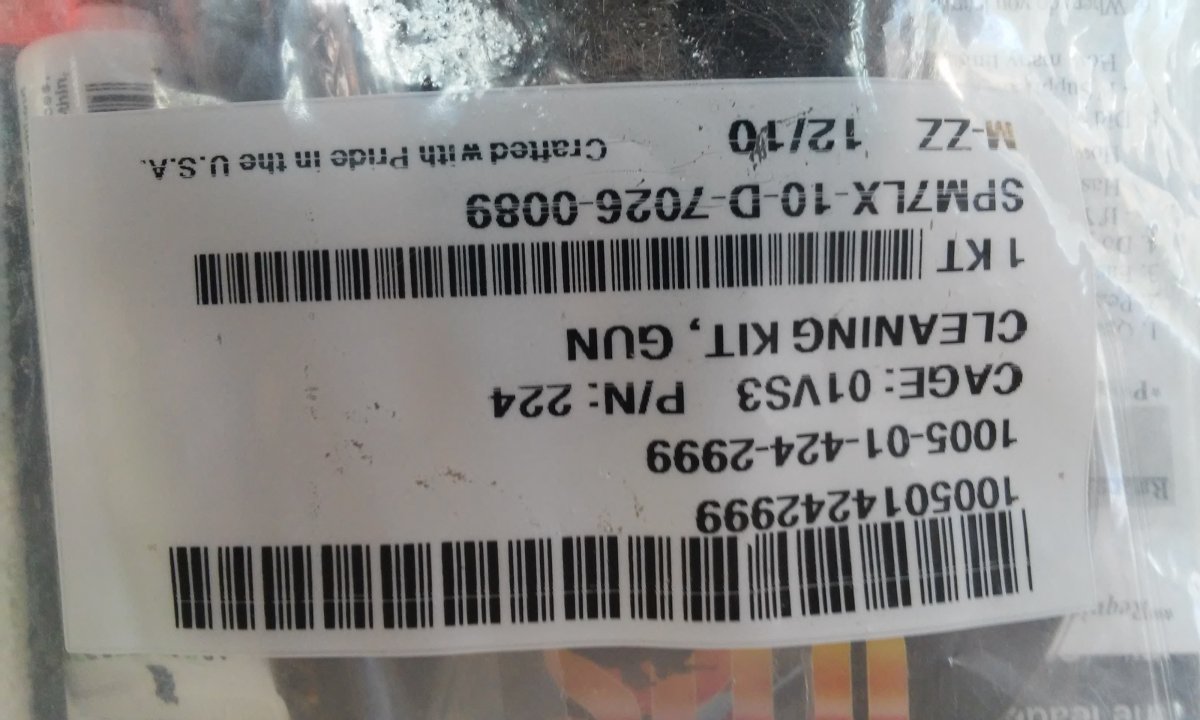 1005014242999
1005-01-424-2999
CAGE: 01VS3 P/N: 224
CLEANING KIT, GUN
1 KT
SPM7LX-10-D-7026-0089
M-ZZ 12/10
Crafted with Pride in the U.S.A.